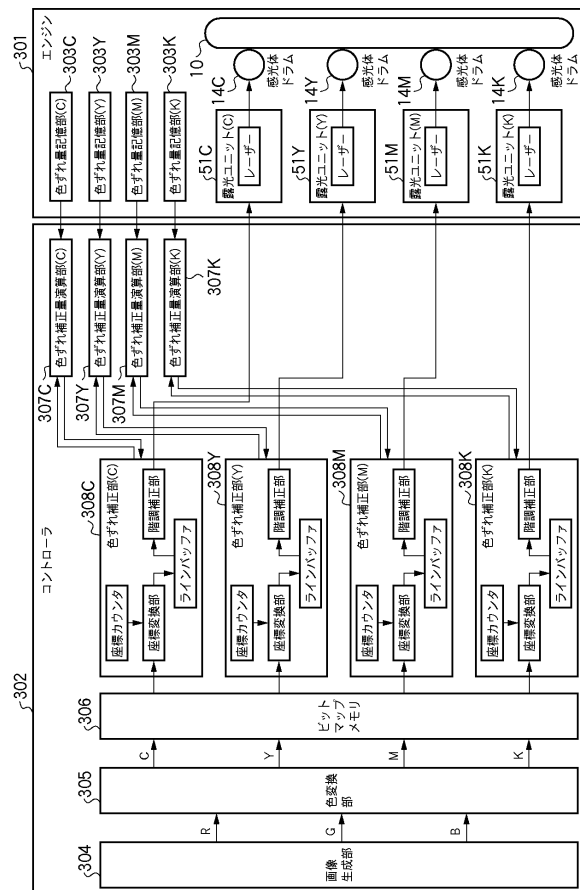 302
コントローラ
301
エンジン
304
画像
生成部
R
G
B
305
色変換
部
C
Y
M
K
306
ビット
マップ
メモリ
308C
色ずれ補正部(C)
座標カウンタ
座標変換部
ラインバッファ
階調補正部
308Y
色ずれ補正部(Y)
座標カウンタ
座標変換部
ラインバッファ
階調補正部
308M
色ずれ補正部(M)
座標カウンタ
座標変換部
ラインバッファ
階調補正部
308K
色ずれ補正部(K)
座標カウンタ
座標変換部
ラインバッファ
階調補正部
307C
色ずれ補正量演算部(C)
307Y
色ずれ補正量演算部(Y)
307M
色ずれ補正量演算部(M)
307K
色ずれ補正量演算部(K)
色ずれ量記憶部(C)
303C
色ずれ量記憶部(Y)
303Y
色ずれ量記憶部(M)
303M
色ずれ量記憶部(K)
303K
51C
露光ユニット(C)
レーザー
14C
感光体
ドラム
51Y
露光ユニット(Y)
レーザー
14Y
感光体
ドラム
51M
露光ユニット(M)
レーザー
14M
感光体
ドラム
51K
露光ユニット(K)
レーザー
14K
感光体
ドラム
10